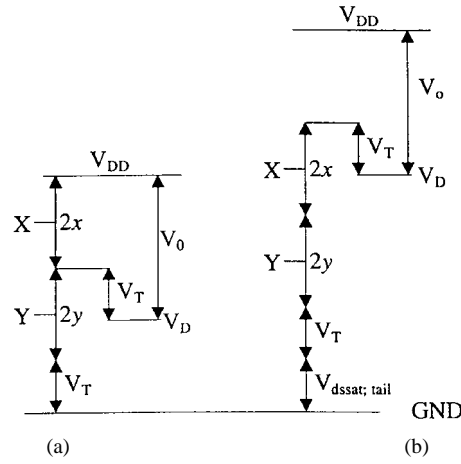 V_DD
X 2x
V_0
Y 2y
V_T
V_D
V_T
(a)
V_DD
V_o
V_T
X 2x
V_D
Y 2y
V_T
V_dssat; tail
GND
(b)